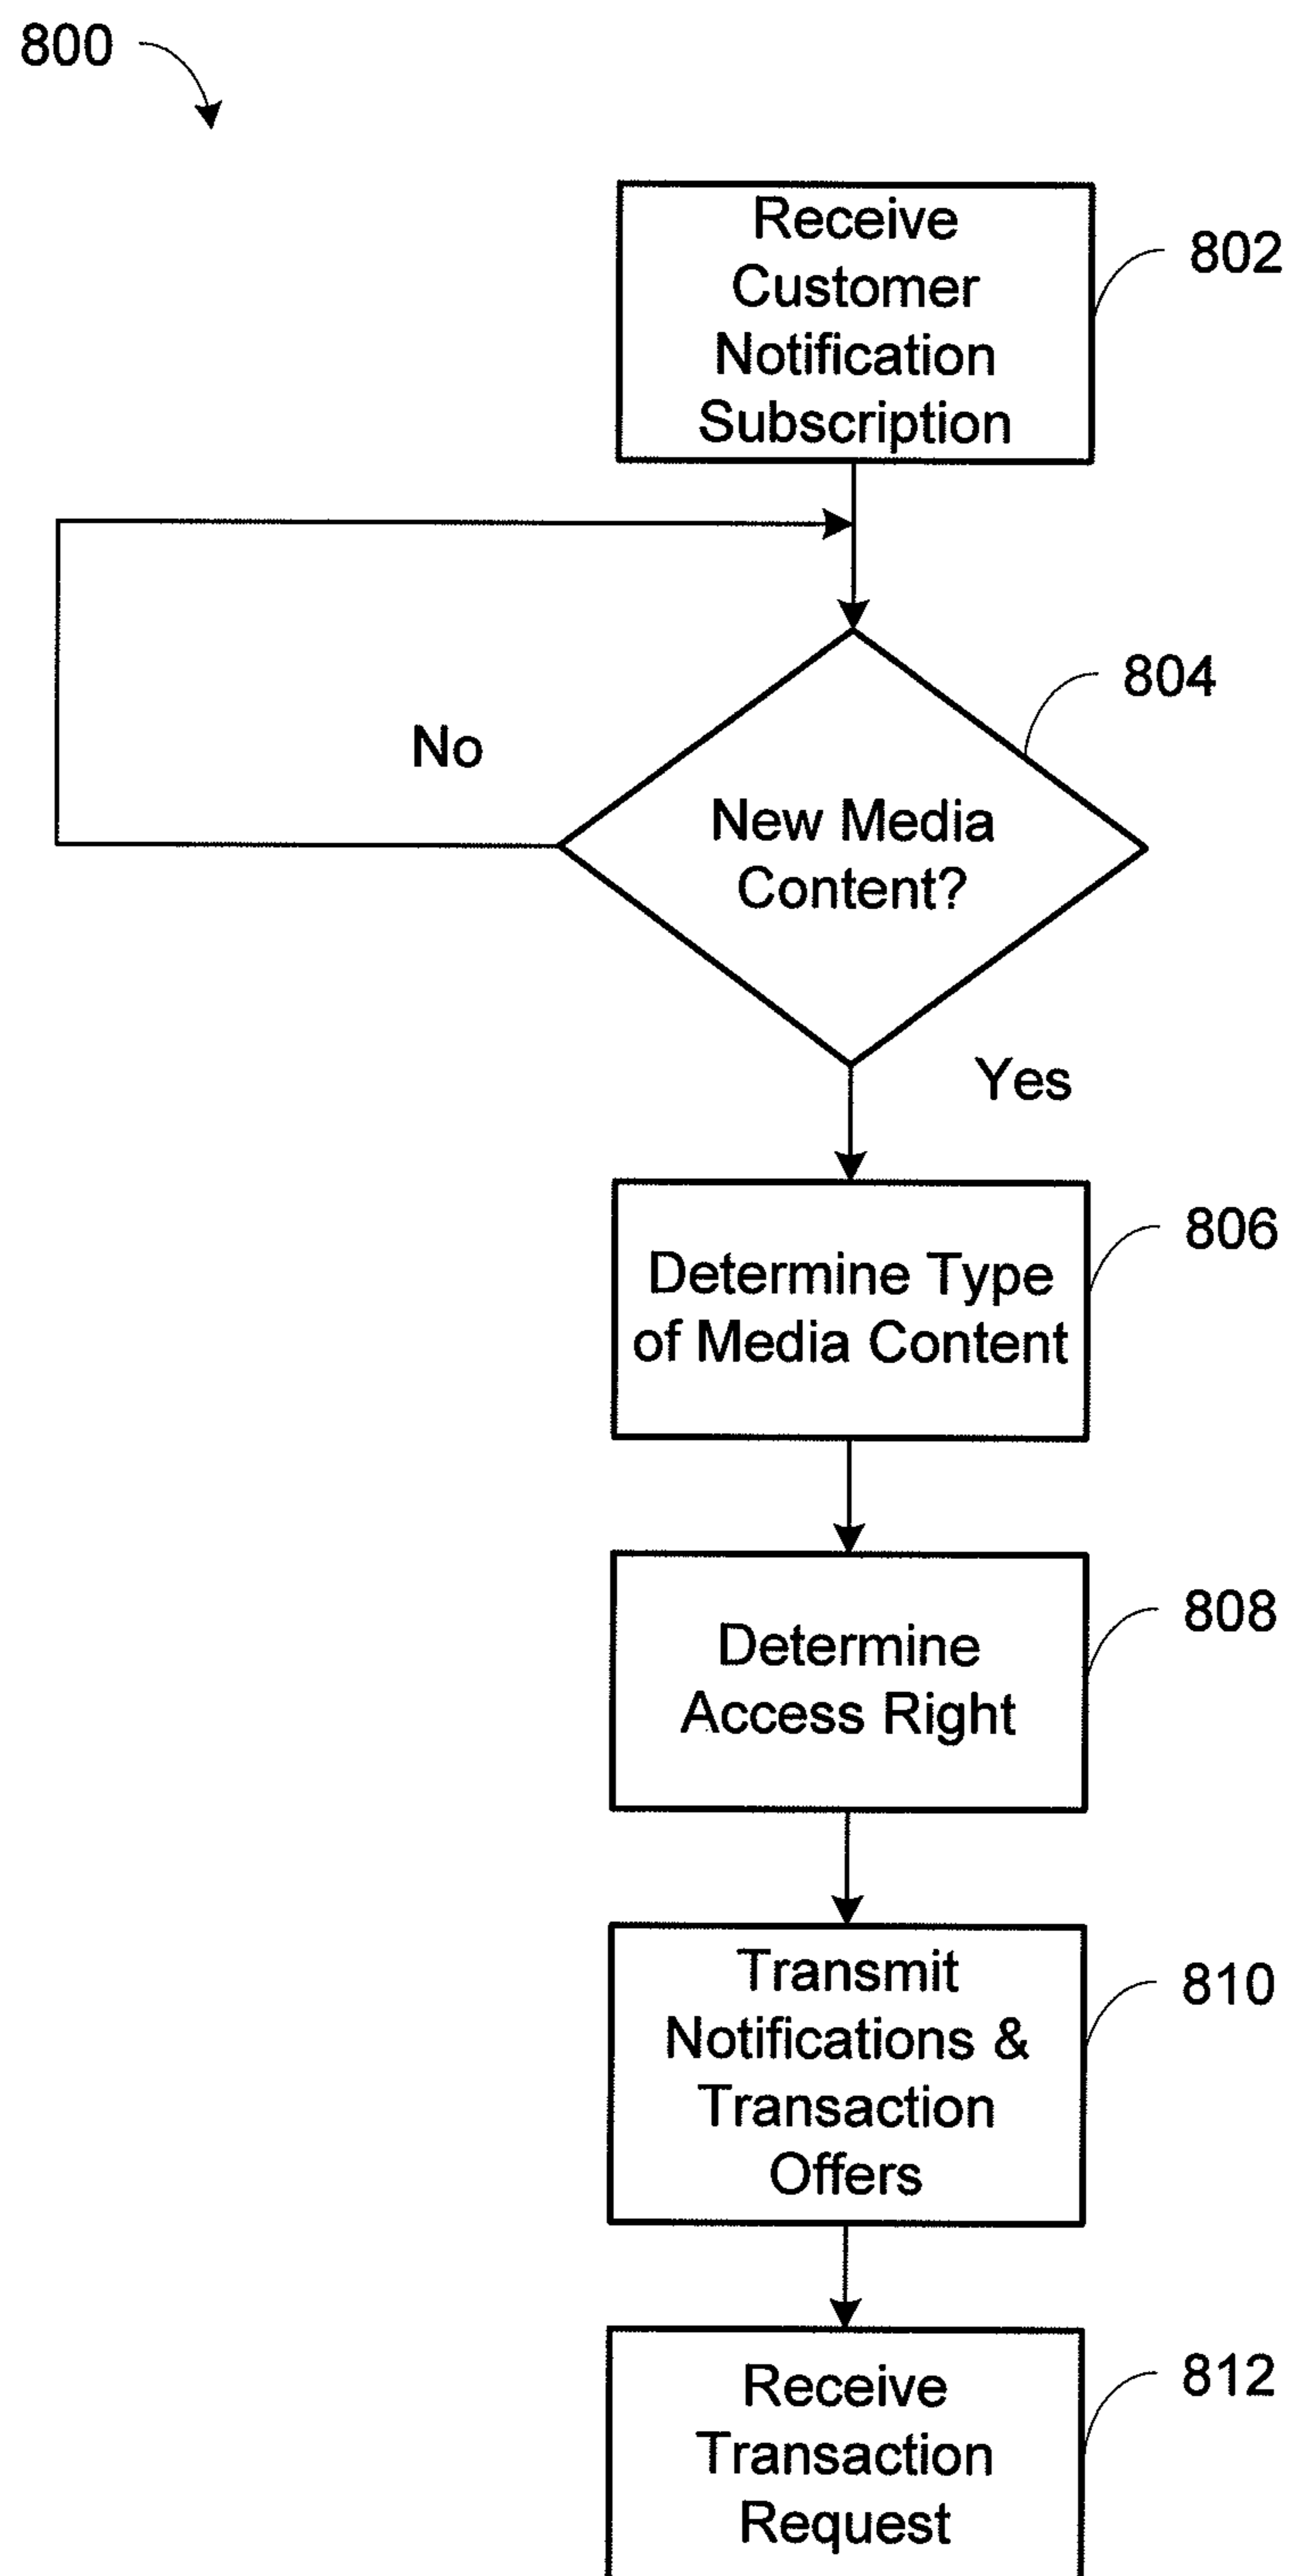 800
Receive
Customer
Notification
Subscription
802
804
No
New Media
Content?
Yes
806
Determine Type
of Media Content
808
Determine
Access Right
810
Transmit
Notifications &
Transaction
Offers
812
Receive
Transaction
Request